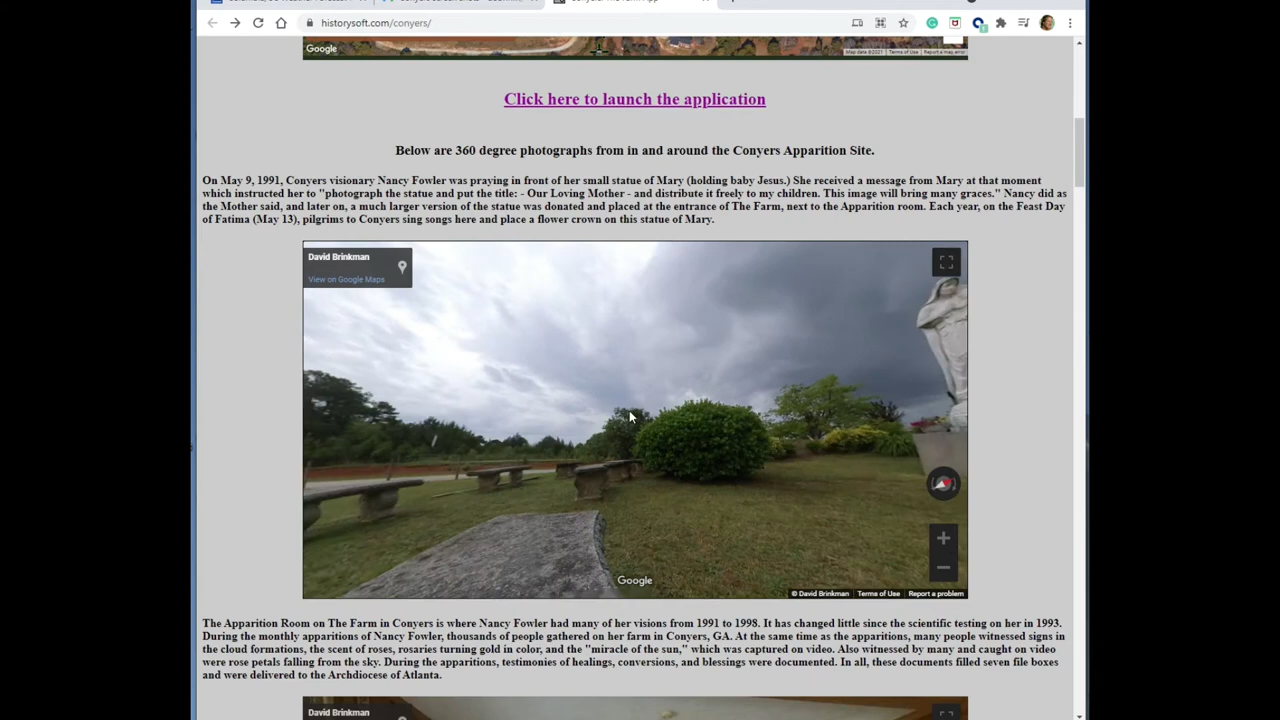 historysoft.com/conyers/
Google
Map data ©2021 Terms of Use Report a map error
Click here to launch the application
Below are 360 degree photographs from in and around the Conyers Apparition Site.
On May 9, 1991, Conyers visionary Nancy Fowler was praying in front of her small statue of Mary (holding baby Jesus.) She received a message from Mary at that moment
which instructed her to "photograph the statue and put the title: - Our Loving Mother - and distribute it freely to my children. This image will bring many graces." Nancy did as
the Mother said, and later on, a much larger version of the statue was donated and placed at the entrance of The Farm, next to the Apparition room. Each year, on the Feast Day
of Fatima (May 13), pilgrims to Conyers sing songs here and place a flower crown on this statue of Mary.
David Brinkman
View on Google Maps
Google
© David Brinkman Terms of Use Report a problem
The Apparition Room on The Farm in Conyers is where Nancy Fowler had many of her visions from 1991 to 1998. It has changed little since the scientific testing on her in 1993.
During the monthly apparitions of Nancy Fowler, thousands of people gathered on her farm in Conyers, GA. At the same time as the apparitions, many people witnessed signs in
the cloud formations, the scent of roses, rosaries turning gold in color, and the "miracle of the sun," which was captured on video. Also witnessed by many and caught on video
were rose petals falling from the sky. During the apparitions, testimonies of healings, conversions, and blessings were documented. In all, these documents filled seven file boxes
and were delivered to the Archdiocese of Atlanta.
David Brinkman